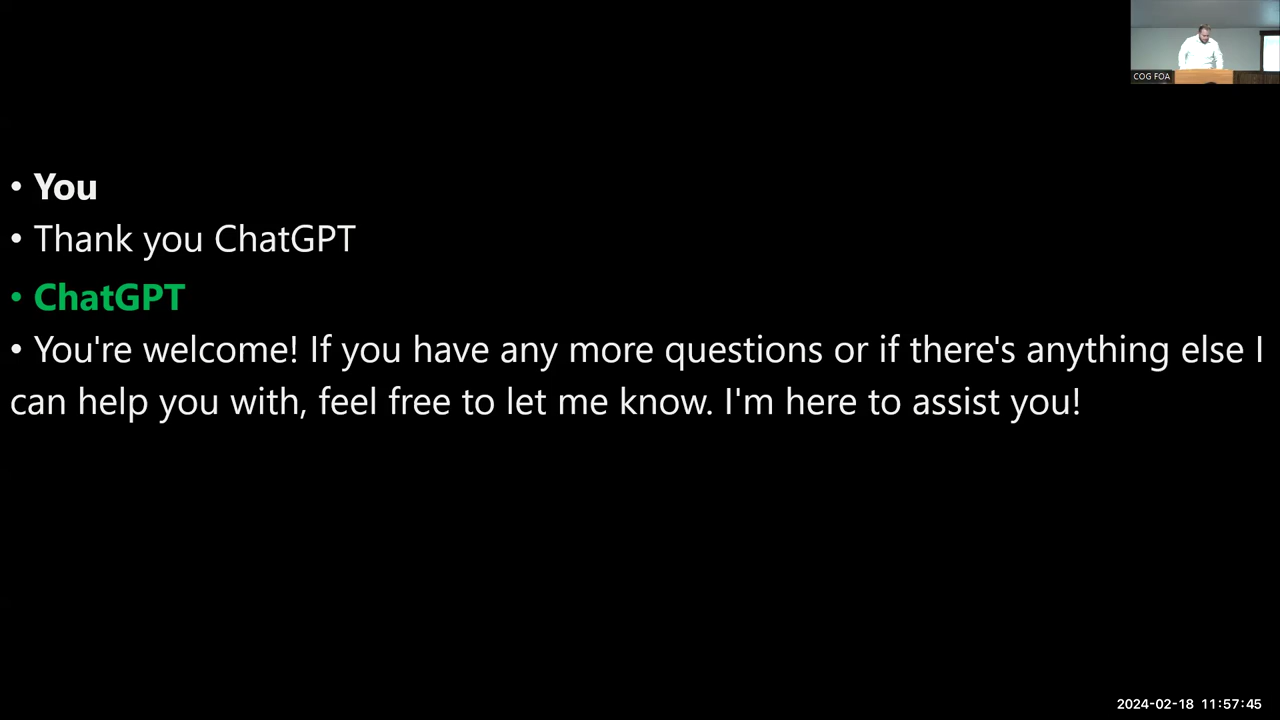 COG FOA
• You
• Thank you ChatGPT
• ChatGPT
• You're welcome! If you have any more questions or if there's anything else I
can help you with, feel free to let me know. I'm here to assist you!
2024-02-18 11:57:45